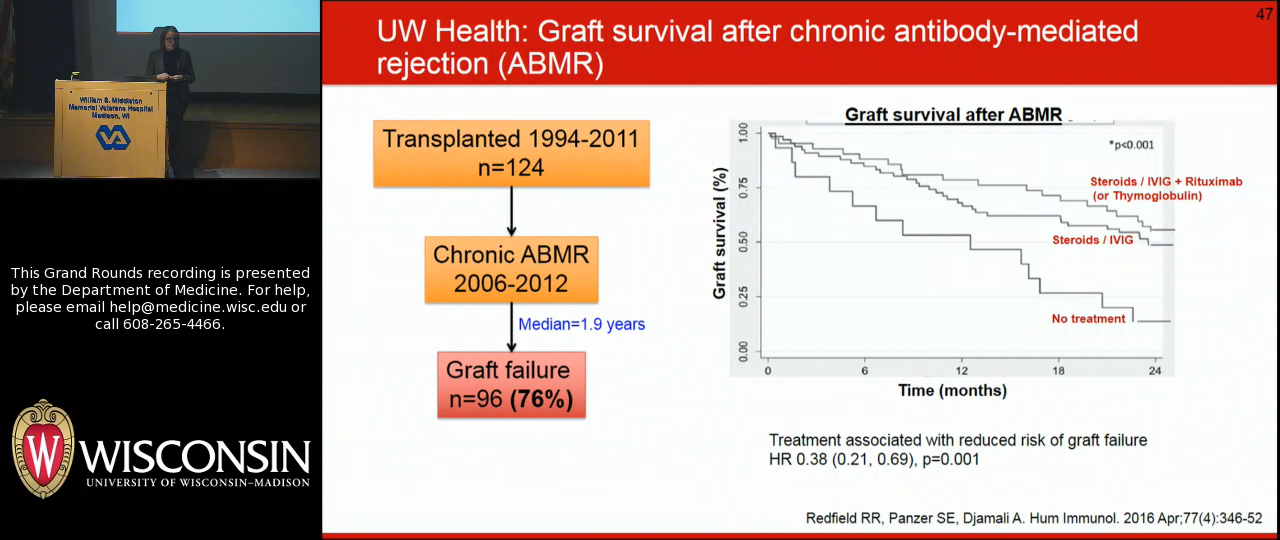 47
UW Health: Graft survival after chronic antibody-mediated
rejection (ABMR)
William S. Middleton
Memorial Veterans Hospital
Madison, WI
VA
This Grand Rounds recording is presented
by the Department of Medicine. For help,
please email help@medicine.wisc.edu or
call 608-265-4466.
W
WISCONSIN
UNIVERSITY OF WISCONSIN–MADISON
Transplanted 1994-2011
n=124
Chronic ABMR
2006-2012
Median=1.9 years
Graft failure
n=96 (76%)
Graft survival after ABMR
*p<0.001
Steroids / IVIG + Rituximab
(or Thymoglobulin)
Steroids / IVIG
No treatment
Graft survival (%)
1.00
0.75
0.50
0.25
0.00
0 6 12 18 24
Time (months)
Treatment associated with reduced risk of graft failure
HR 0.38 (0.21, 0.69), p=0.001
Redfield RR, Panzer SE, Djamali A. Hum Immunol. 2016 Apr;77(4):346-52